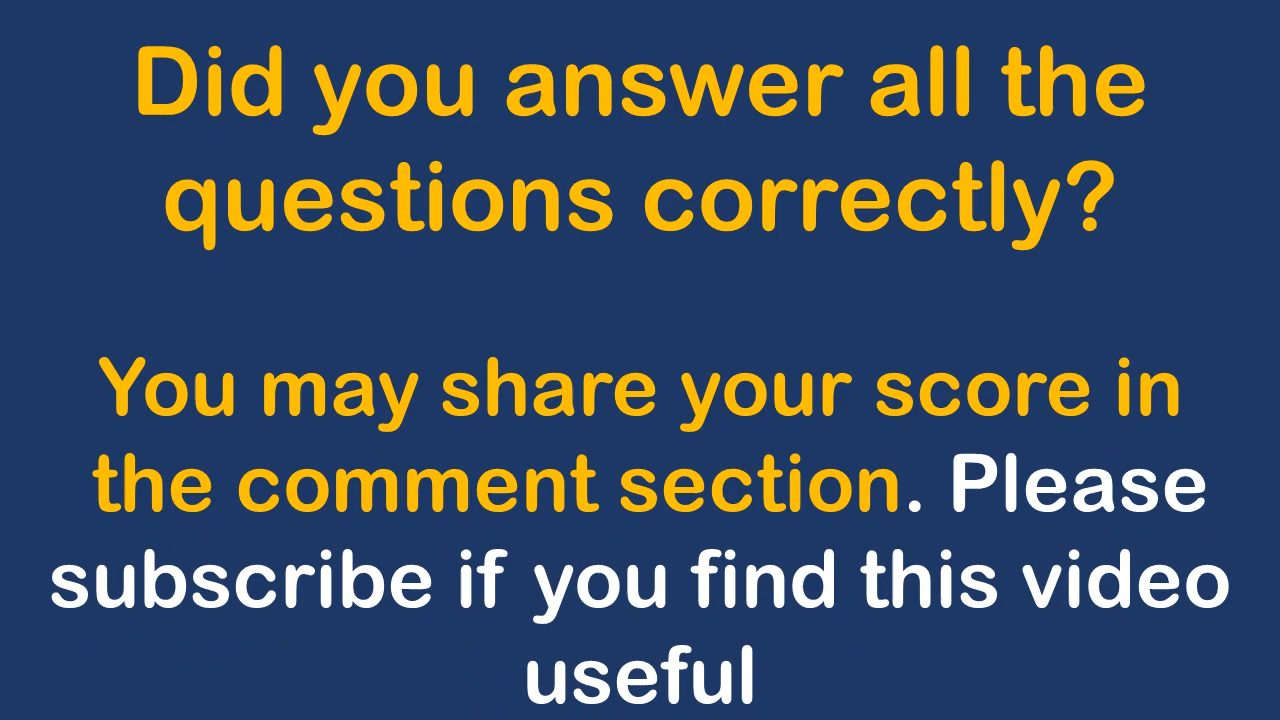 Did you answer all the
questions correctly?
You may share your score in
the comment section. Please
subscribe if you find this video
useful